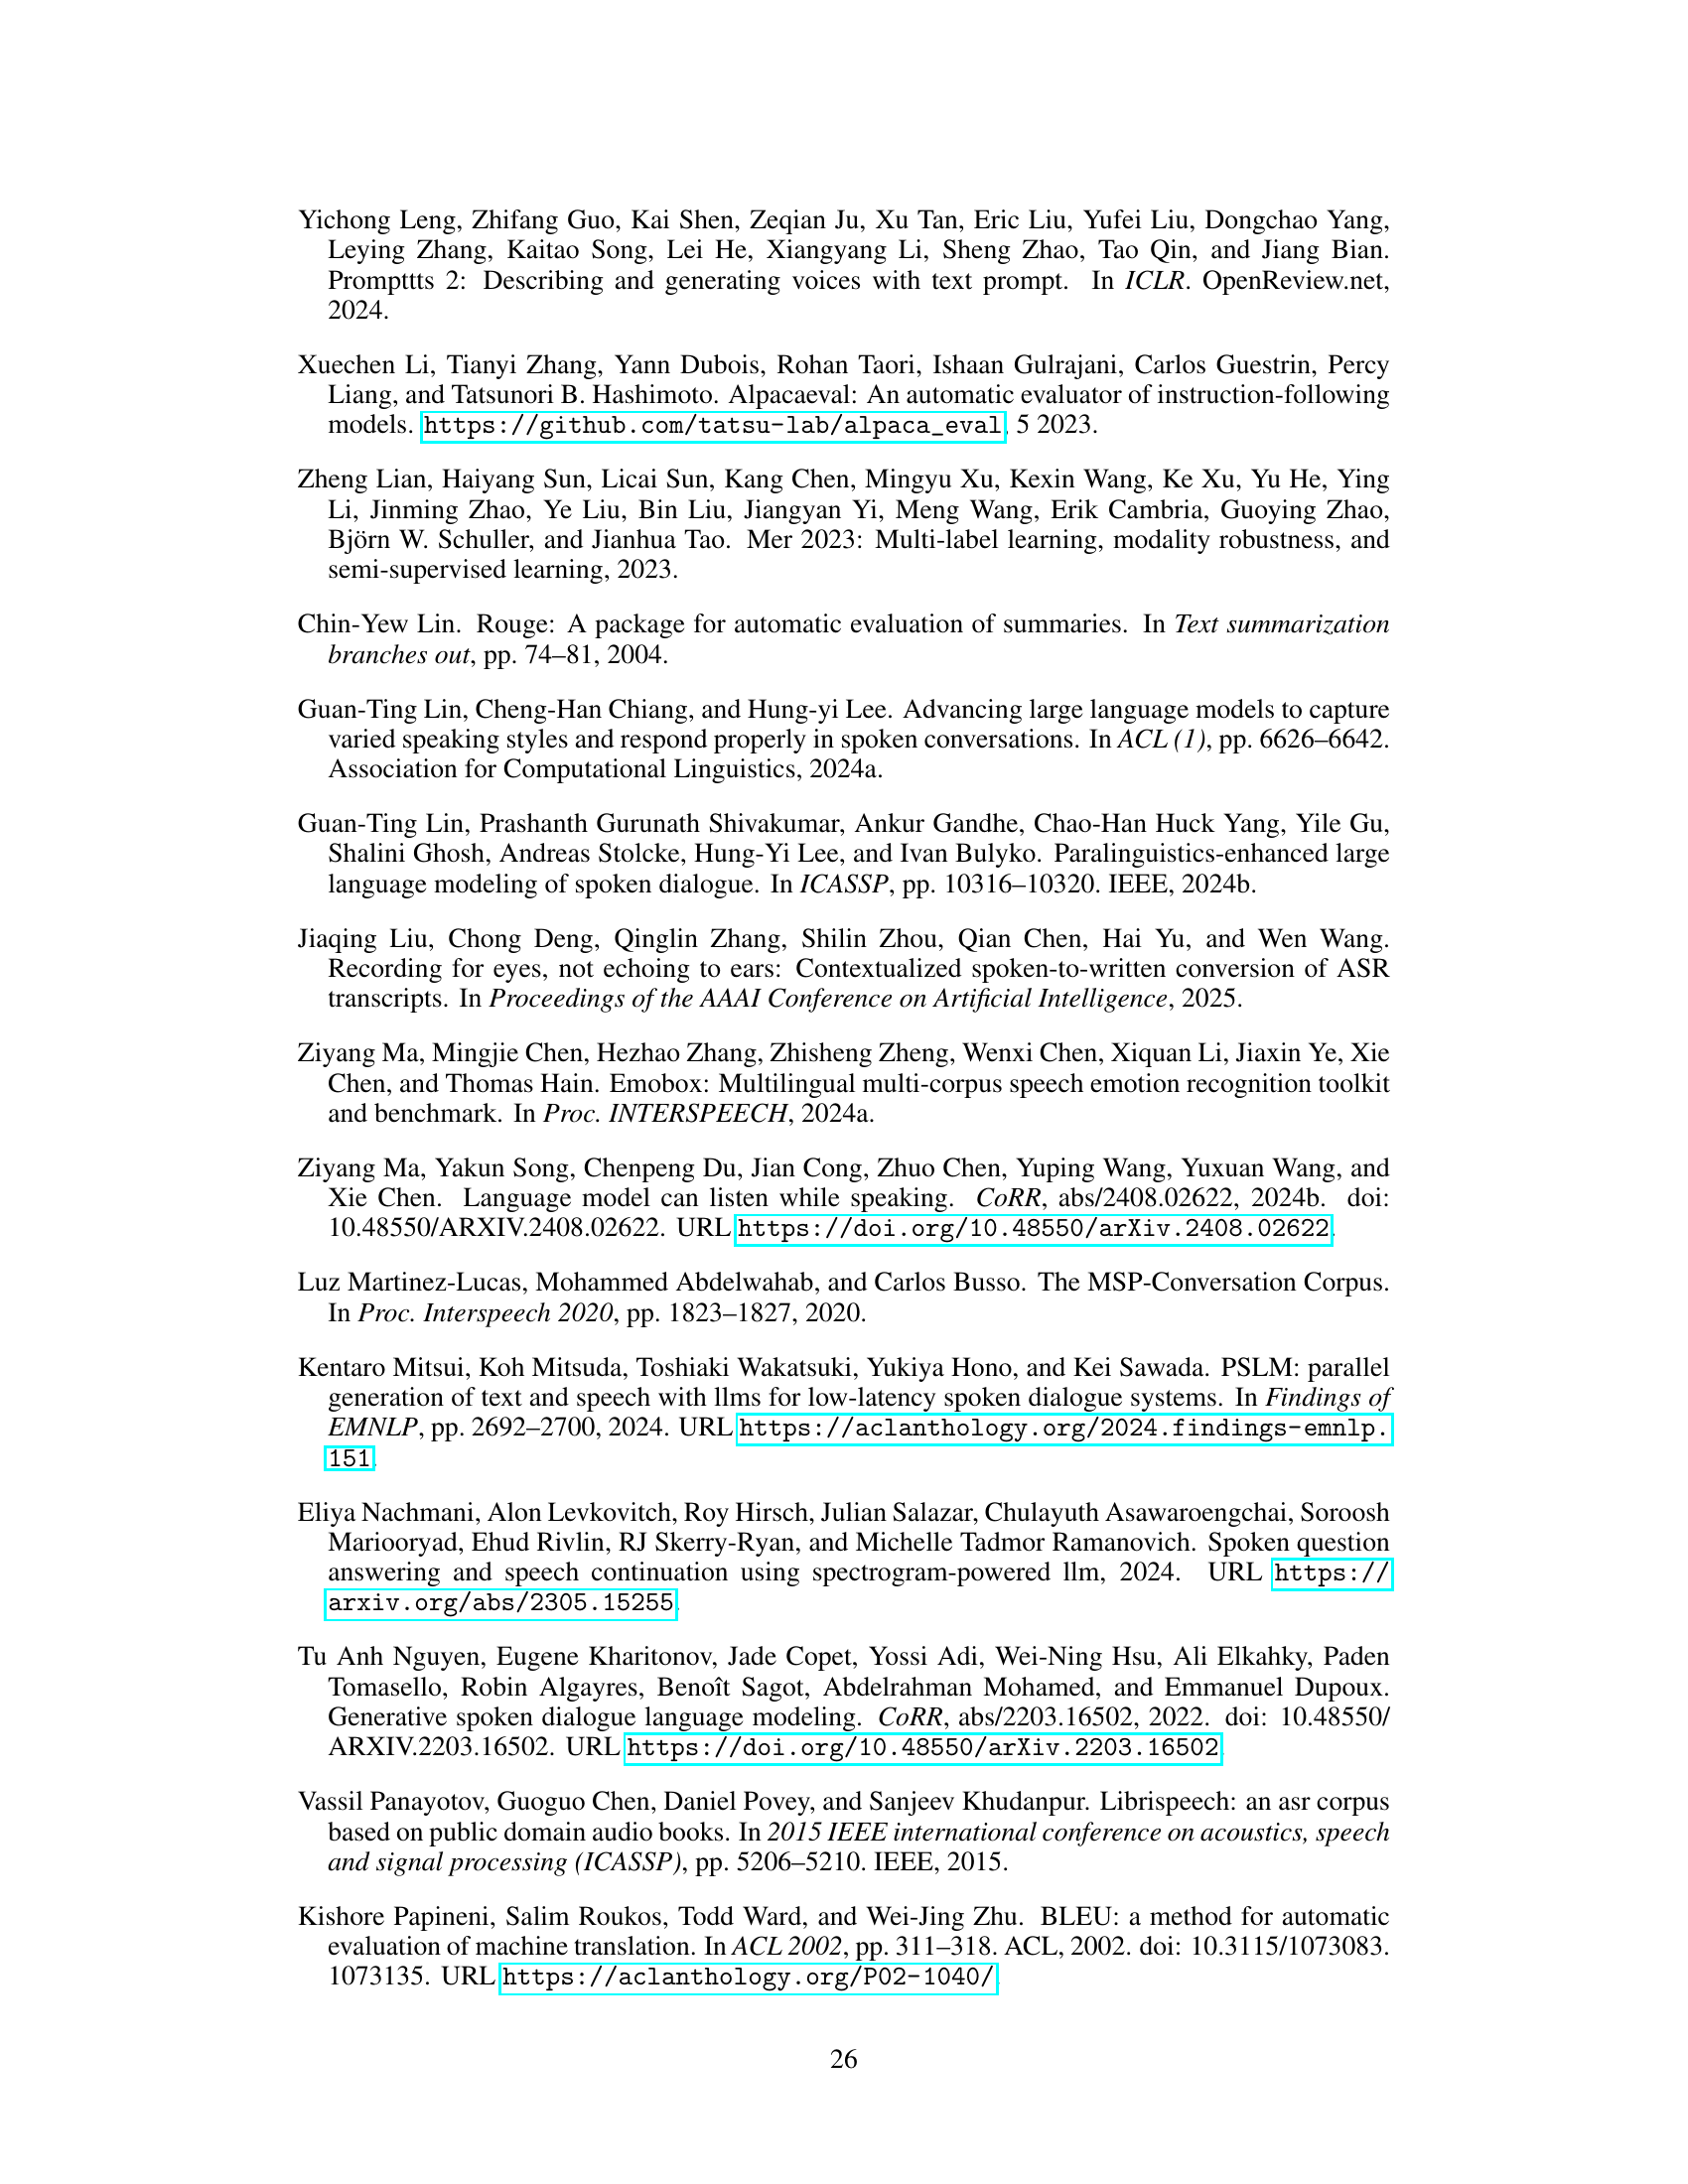 Yichong Leng, Zhifang Guo, Kai Shen, Zeqian Ju, Xu Tan, Eric Liu, Yufei Liu, Dongchao Yang,
Leying Zhang, Kaitao Song, Lei He, Xiangyang Li, Sheng Zhao, Tao Qin, and Jiang Bian.
Prompttts 2: Describing and generating voices with text prompt. In ICLR. OpenReview.net,
2024.
Xuechen Li, Tianyi Zhang, Yann Dubois, Rohan Taori, Ishaan Gulrajani, Carlos Guestrin, Percy
Liang, and Tatsunori B. Hashimoto. Alpacaeval: An automatic evaluator of instruction-following
models. https://github.com/tatsu-lab/alpaca_eval, 5 2023.
Zheng Lian, Haiyang Sun, Licai Sun, Kang Chen, Mingyu Xu, Kexin Wang, Ke Xu, Yu He, Ying
Li, Jinming Zhao, Ye Liu, Bin Liu, Jiangyan Yi, Meng Wang, Erik Cambria, Guoying Zhao,
Björn W. Schuller, and Jianhua Tao. Mer 2023: Multi-label learning, modality robustness, and
semi-supervised learning, 2023.
Chin-Yew Lin. Rouge: A package for automatic evaluation of summaries. In Text summarization
branches out, pp. 74–81, 2004.
Guan-Ting Lin, Cheng-Han Chiang, and Hung-yi Lee. Advancing large language models to capture
varied speaking styles and respond properly in spoken conversations. In ACL (1), pp. 6626–6642.
Association for Computational Linguistics, 2024a.
Guan-Ting Lin, Prashanth Gurunath Shivakumar, Ankur Gandhe, Chao-Han Huck Yang, Yile Gu,
Shalini Ghosh, Andreas Stolcke, Hung-Yi Lee, and Ivan Bulyko. Paralinguistics-enhanced large
language modeling of spoken dialogue. In ICASSP, pp. 10316–10320. IEEE, 2024b.
Jiaqing Liu, Chong Deng, Qinglin Zhang, Shilin Zhou, Qian Chen, Hai Yu, and Wen Wang.
Recording for eyes, not echoing to ears: Contextualized spoken-to-written conversion of ASR
transcripts. In Proceedings of the AAAI Conference on Artificial Intelligence, 2025.
Ziyang Ma, Mingjie Chen, Hezhao Zhang, Zhisheng Zheng, Wenxi Chen, Xiquan Li, Jiaxin Ye, Xie
Chen, and Thomas Hain. Emobox: Multilingual multi-corpus speech emotion recognition toolkit
and benchmark. In Proc. INTERSPEECH, 2024a.
Ziyang Ma, Yakun Song, Chenpeng Du, Jian Cong, Zhuo Chen, Yuping Wang, Yuxuan Wang, and
Xie Chen. Language model can listen while speaking. CoRR, abs/2408.02622, 2024b. doi:
10.48550/ARXIV.2408.02622. URL https://doi.org/10.48550/arXiv.2408.02622.
Luz Martinez-Lucas, Mohammed Abdelwahab, and Carlos Busso. The MSP-Conversation Corpus.
In Proc. Interspeech 2020, pp. 1823–1827, 2020.
Kentaro Mitsui, Koh Mitsuda, Toshiaki Wakatsuki, Yukiya Hono, and Kei Sawada. PSLM: parallel
generation of text and speech with llms for low-latency spoken dialogue systems. In Findings of
EMNLP, pp. 2692–2700, 2024. URL https://aclanthology.org/2024.findings-emnlp.
151.
Eliya Nachmani, Alon Levkovitch, Roy Hirsch, Julian Salazar, Chulayuth Asawaroengchai, Soroosh
Mariooryad, Ehud Rivlin, RJ Skerry-Ryan, and Michelle Tadmor Ramanovich. Spoken question
answering and speech continuation using spectrogram-powered llm, 2024. URL https://
arxiv.org/abs/2305.15255.
Tu Anh Nguyen, Eugene Kharitonov, Jade Copet, Yossi Adi, Wei-Ning Hsu, Ali Elkahky, Paden
Tomasello, Robin Algayres, Benoît Sagot, Abdelrahman Mohamed, and Emmanuel Dupoux.
Generative spoken dialogue language modeling. CoRR, abs/2203.16502, 2022. doi: 10.48550/
ARXIV.2203.16502. URL https://doi.org/10.48550/arXiv.2203.16502.
Vassil Panayotov, Guoguo Chen, Daniel Povey, and Sanjeev Khudanpur. Librispeech: an asr corpus
based on public domain audio books. In 2015 IEEE international conference on acoustics, speech
and signal processing (ICASSP), pp. 5206–5210. IEEE, 2015.
Kishore Papineni, Salim Roukos, Todd Ward, and Wei-Jing Zhu. BLEU: a method for automatic
evaluation of machine translation. In ACL 2002, pp. 311–318. ACL, 2002. doi: 10.3115/1073083.
1073135. URL https://aclanthology.org/P02-1040/.
26